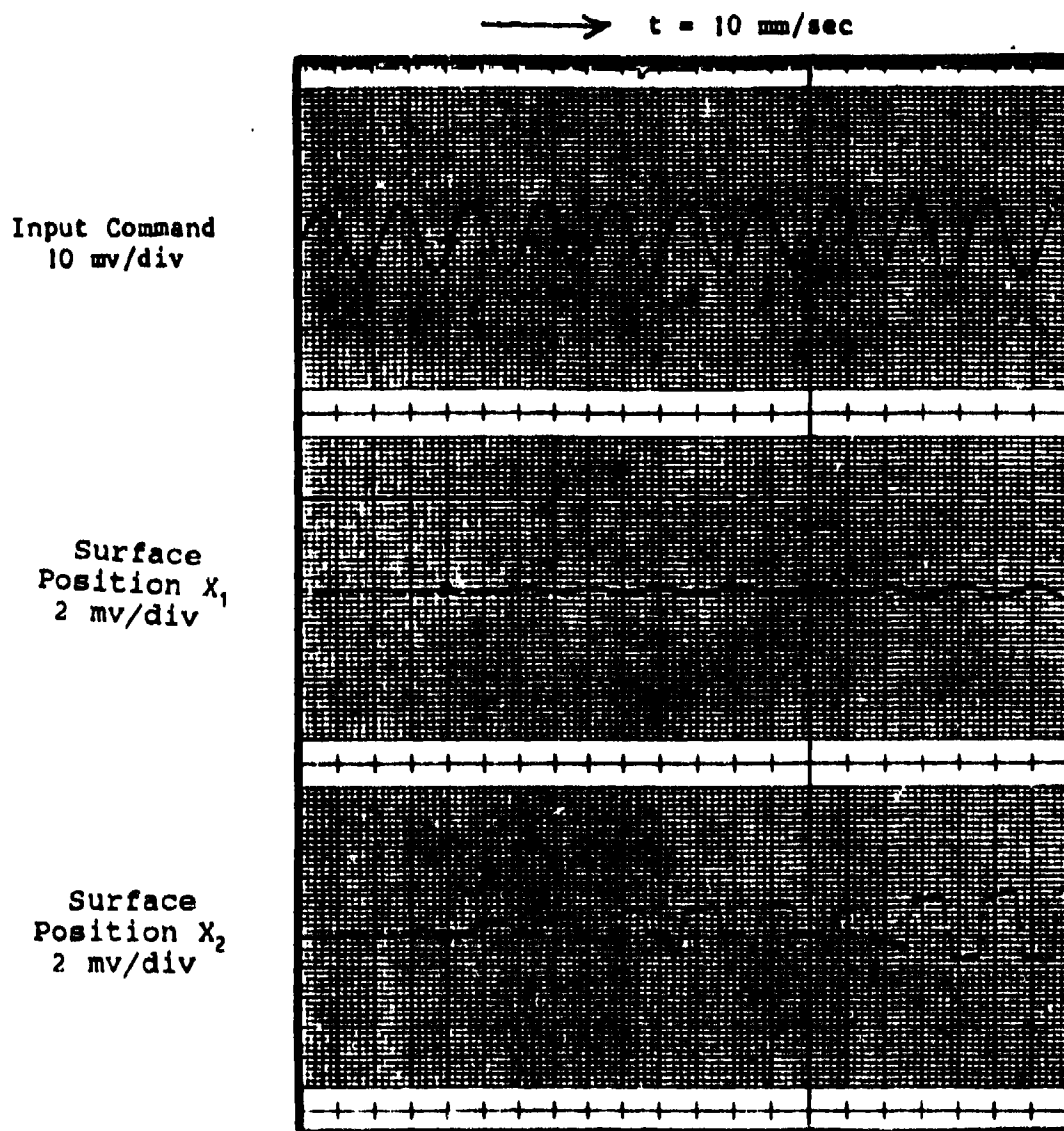 t = 10 mm/sec
Input Command
10 mv/div
Surface
Position X₁
2 mv/div
Surface
Position X₂
2 mv/div